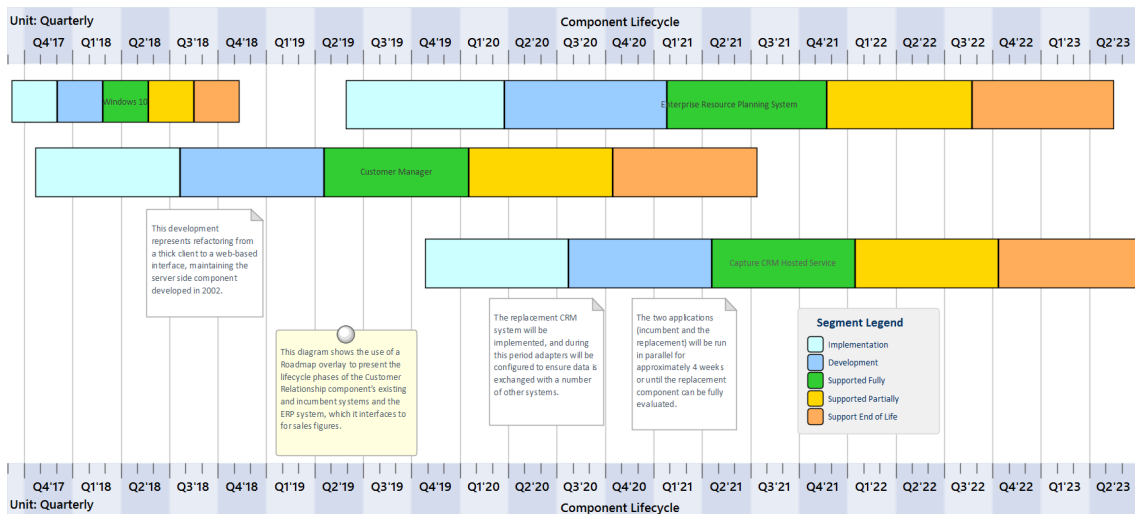 Unit: Quarterly
Component Lifecycle
Q4'17 Q1'18 Q2'18 Q3'18 Q4'18 Q1'19 Q2'19 Q3'19 Q4'19 Q1'20 Q2'20 Q3'20 Q4'20 Q1'21 Q2'21 Q3'21 Q4'21 Q1'22 Q2'22 Q3'22 Q4'22 Q1'23 Q2'23
Windows 10
Enterprise Resource Planning System
Customer Manager
This development
represents refactoring from
a thick client to a web-based
interface, maintaining the
server side component
developed in 2002.
Capture CRM Hosted Service
This diagram shows the use of a
Roadmap overlay to present the
lifecycle phases of the Customer
Relationship component's existing
and incumbent systems and the
ERP system, which it interfaces to
for sales figures.
The replacement CRM
system will be
implemented, and during
this period adapters will be
configured to ensure data is
exchanged with a number
of other systems.
The two applications
(incumbent and the
replacement) will be run
in parallel for
approximately 4 weeks
or until the replacement
component can be fully
evaluated.
Segment Legend
Implementation
Development
Supported Fully
Supported Partially
Support End of Life
Q4'17 Q1'18 Q2'18 Q3'18 Q4'18 Q1'19 Q2'19 Q3'19 Q4'19 Q1'20 Q2'20 Q3'20 Q4'20 Q1'21 Q2'21 Q3'21 Q4'21 Q1'22 Q2'22 Q3'22 Q4'22 Q1'23 Q2'23
Unit: Quarterly
Component Lifecycle